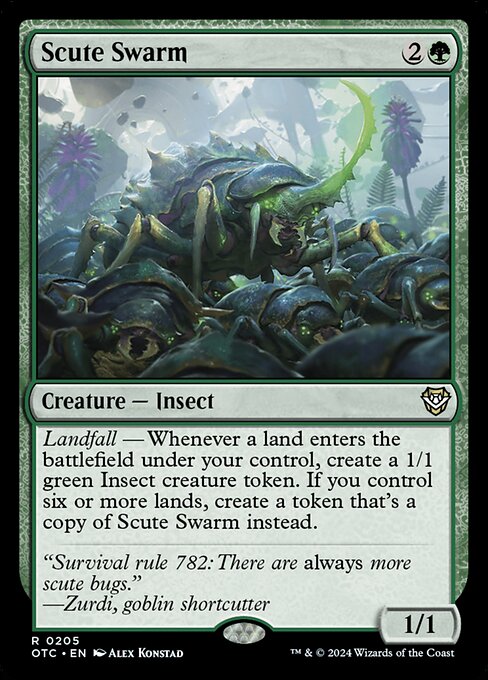 Scute Swarm 2
Creature — Insect
Landfall — Whenever a land enters the
battlefield under your control, create a 1/1
green Insect creature token. If you control
six or more lands, create a token that's a
copy of Scute Swarm instead.
“Survival rule 782: There are always more
scute bugs.”
—Zurdi, goblin shortcutter
1/1
R 0205
OTC • EN Alex Konstad
™ & © 2024 Wizards of the Coast